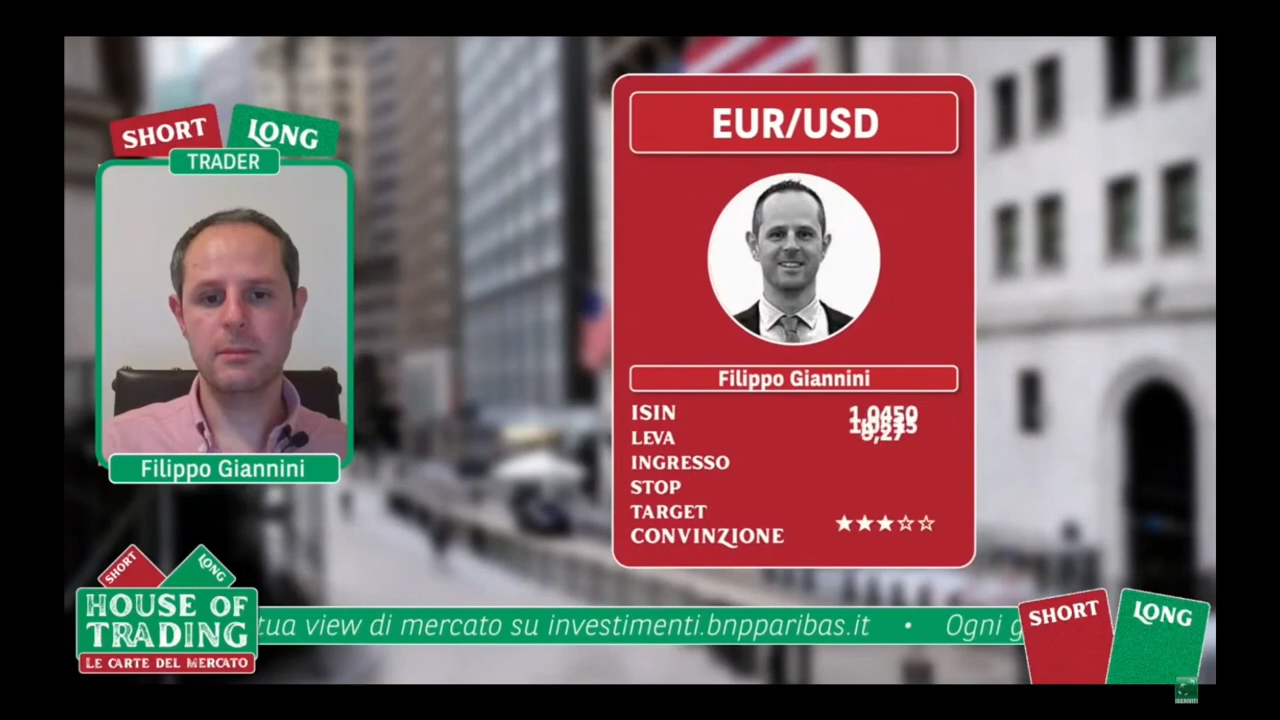 SHORT
LONG
TRADER
Filippo Giannini
EUR/USD
Filippo Giannini
ISIN
1,0450
LEVA
INGRESSO
STOP
TARGET
CONVINZIONE
SHORT
LONG
HOUSE OF
TRADING
LE CARTE DEL MERCATO
tua view di mercato su investimenti.bnpparibas.it • Ogni g
SHORT
LONG